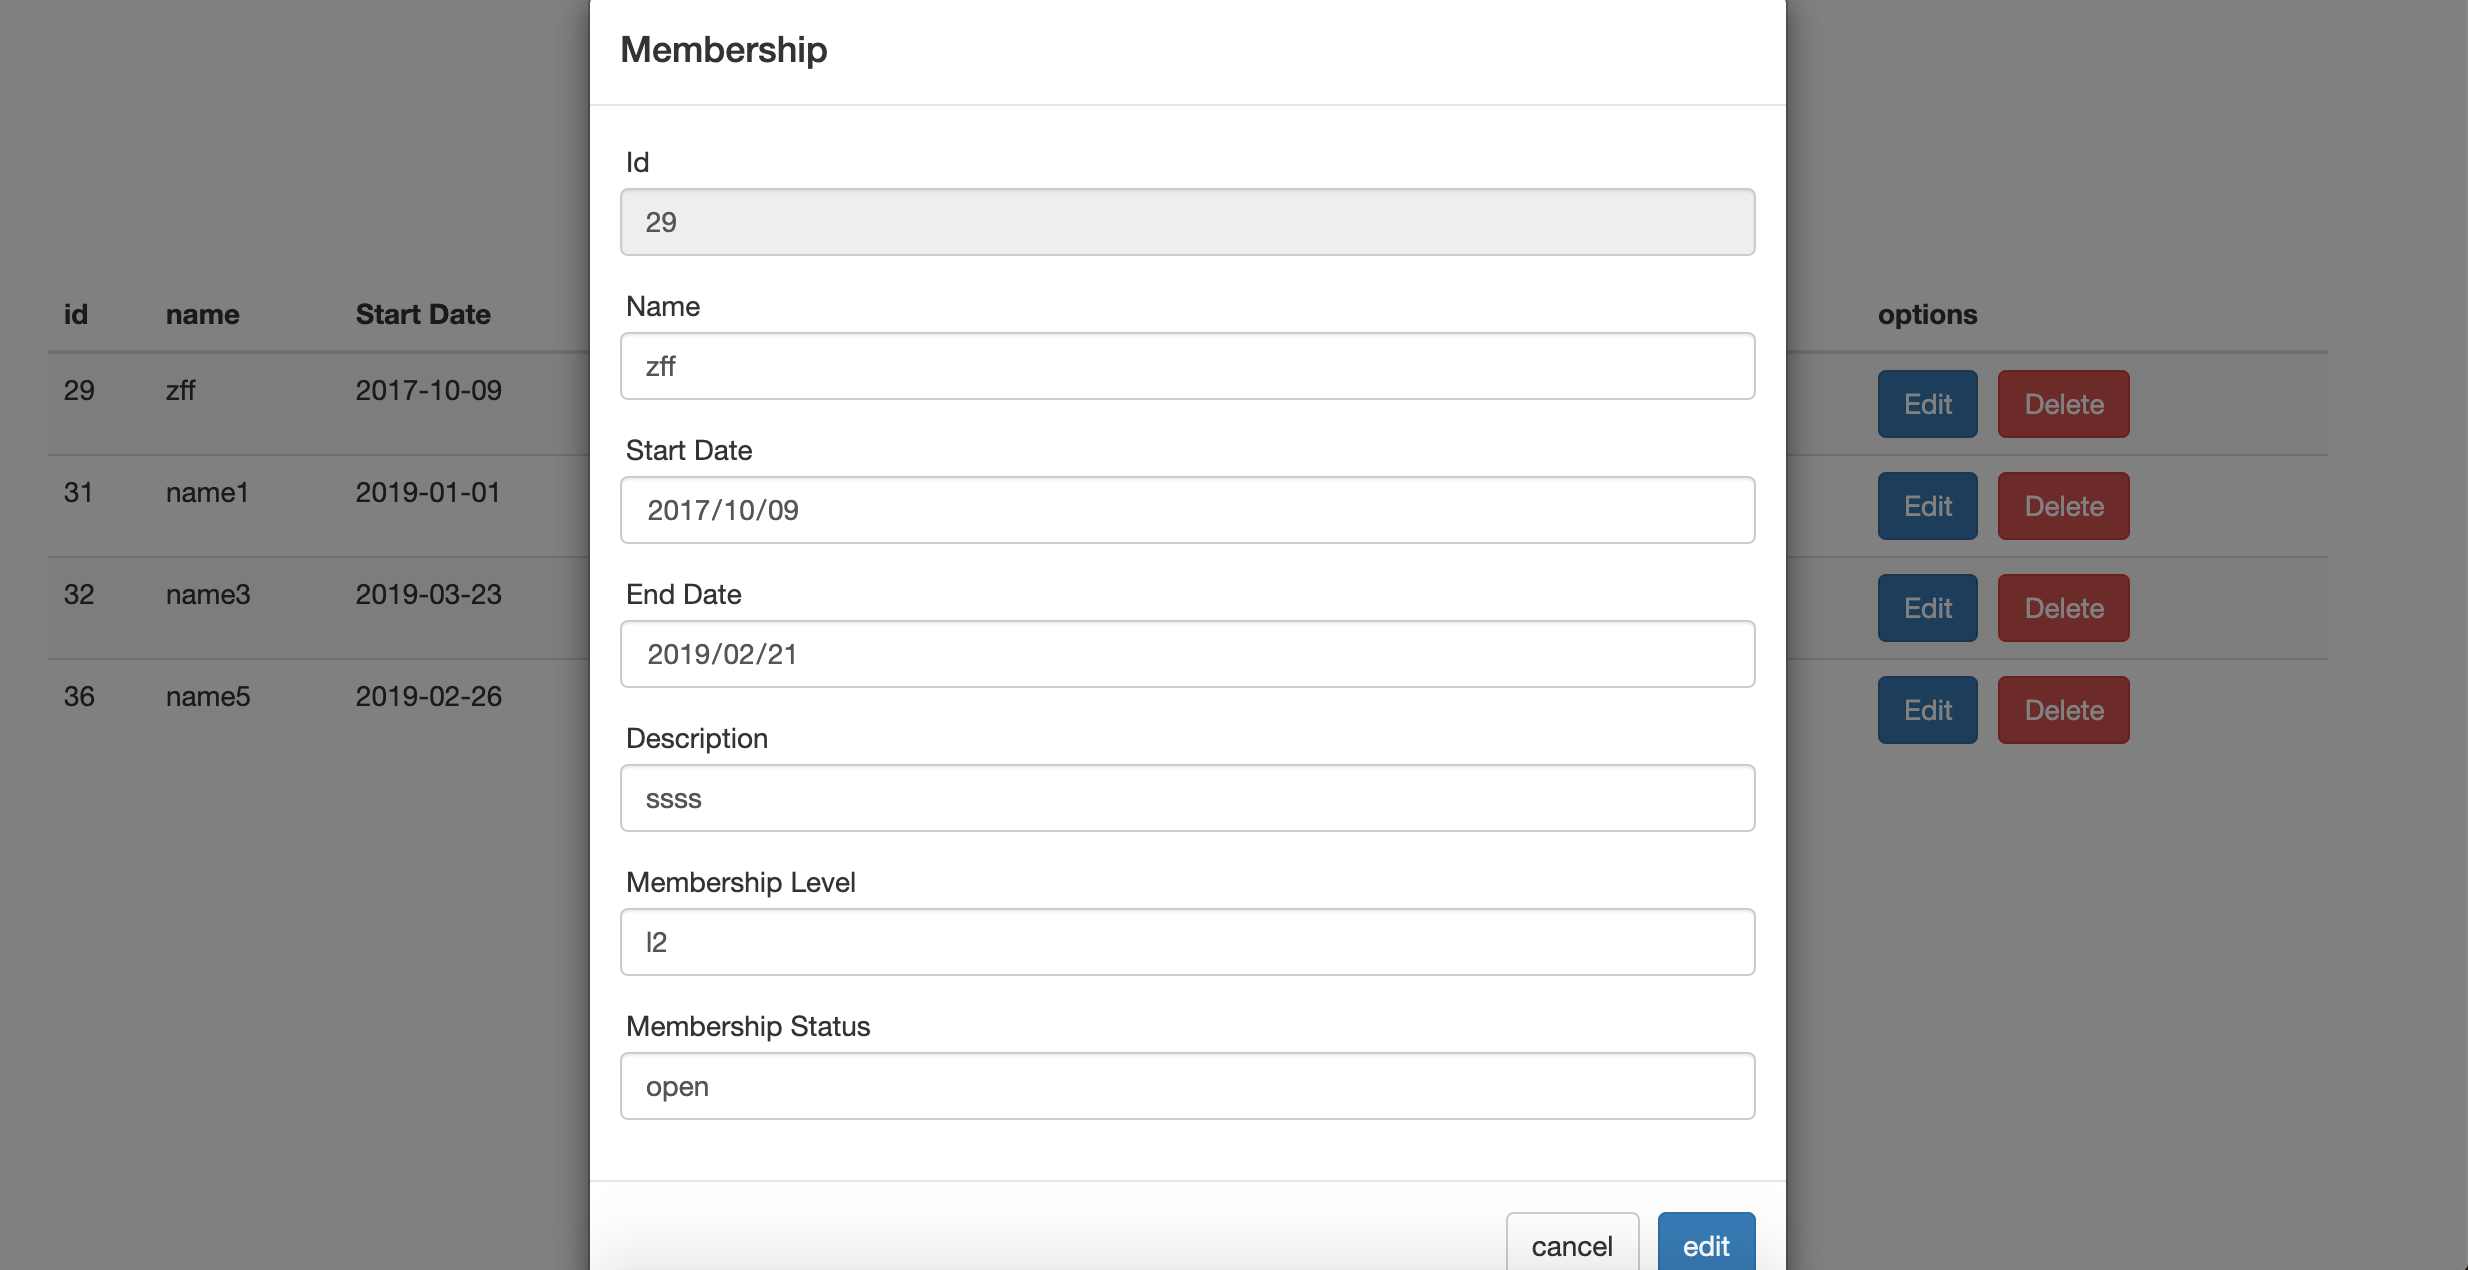 Membership
Id
29
Name
zff
Start Date
2017/10/09
End Date
2019/02/21
Description
ssss
Membership Level
l2
Membership Status
open
cancel edit
id name Start Date options
29 zff 2017-10-09 Edit Delete
31 name1 2019-01-01 Edit Delete
32 name3 2019-03-23 Edit Delete
36 name5 2019-02-26 Edit Delete